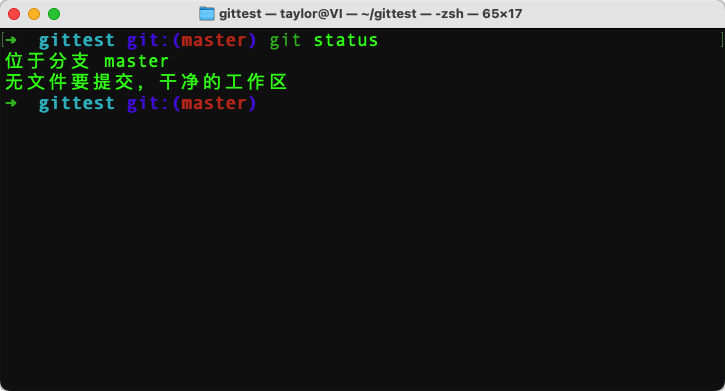 gittest — taylor@VI — ~/gittest — -zsh — 65×17
➜  gittest git:(master) git status
位于分支 master
无文件要提交，干净的工作区
➜  gittest git:(master)